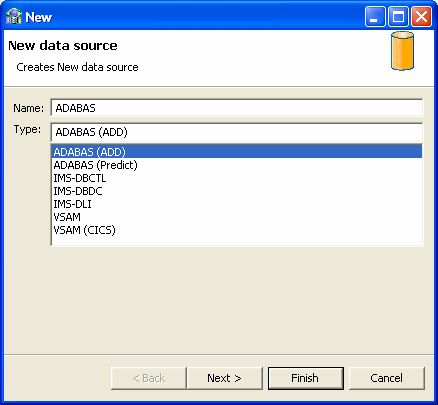 New
New data source
Creates New data source
Name: ADABAS
Type: ADABAS (ADD)
ADABAS (ADD)
ADABAS (Predict)
IMS-DBCTL
IMS-DBDC
IMS-DLI
VSAM
VSAM (CICS)
< Back Next > Finish Cancel